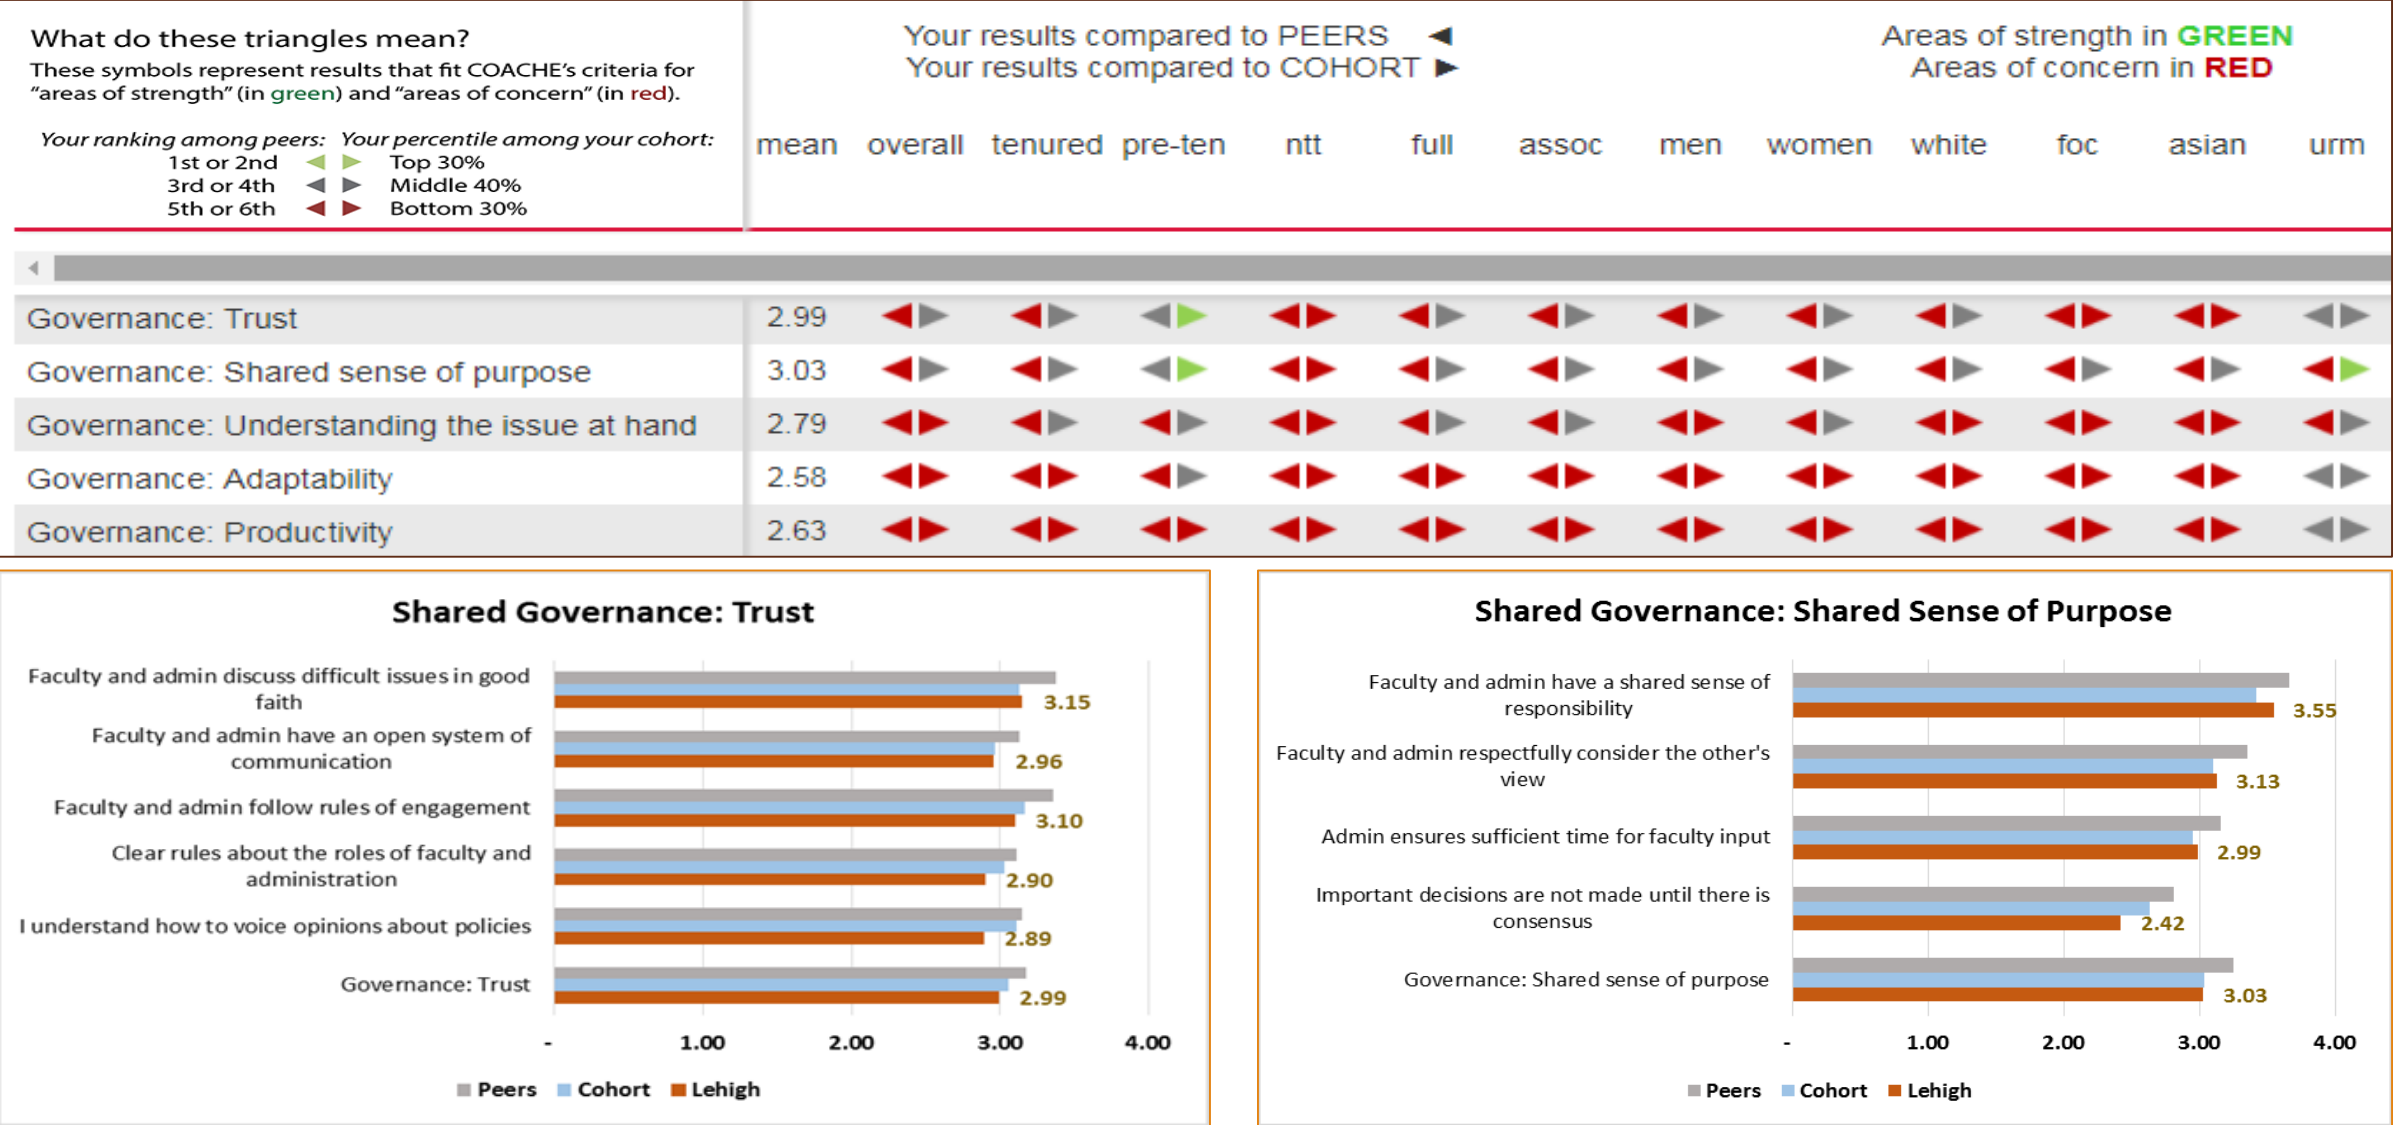 What do these triangles mean?
These symbols represent results that fit COACHE's criteria for
"areas of strength" (in green) and "areas of concern" (in red).
Your ranking among peers: Your percentile among your cohort:
1st or 2nd Top 30%
3rd or 4th Middle 40%
5th or 6th Bottom 30%
Your results compared to PEERS ◄
Your results compared to COHORT ►
Areas of strength in GREEN
Areas of concern in RED
mean overall tenured pre-ten ntt full assoc men women white foc asian urm
Governance: Trust 2.99
Governance: Shared sense of purpose 3.03
Governance: Understanding the issue at hand 2.79
Governance: Adaptability 2.58
Governance: Productivity 2.63
Shared Governance: Trust
Faculty and admin discuss difficult issues in good
faith
3.15
Faculty and admin have an open system of
communication
2.96
Faculty and admin follow rules of engagement
3.10
Clear rules about the roles of faculty and
administration
2.90
I understand how to voice opinions about policies
2.89
Governance: Trust
2.99
- 1.00 2.00 3.00 4.00
Peers Cohort Lehigh
Shared Governance: Shared Sense of Purpose
Faculty and admin have a shared sense of
responsibility
3.55
Faculty and admin respectfully consider the other's
view
3.13
Admin ensures sufficient time for faculty input
2.99
Important decisions are not made until there is
consensus
2.42
Governance: Shared sense of purpose
3.03
- 1.00 2.00 3.00 4.00
Peers Cohort Lehigh